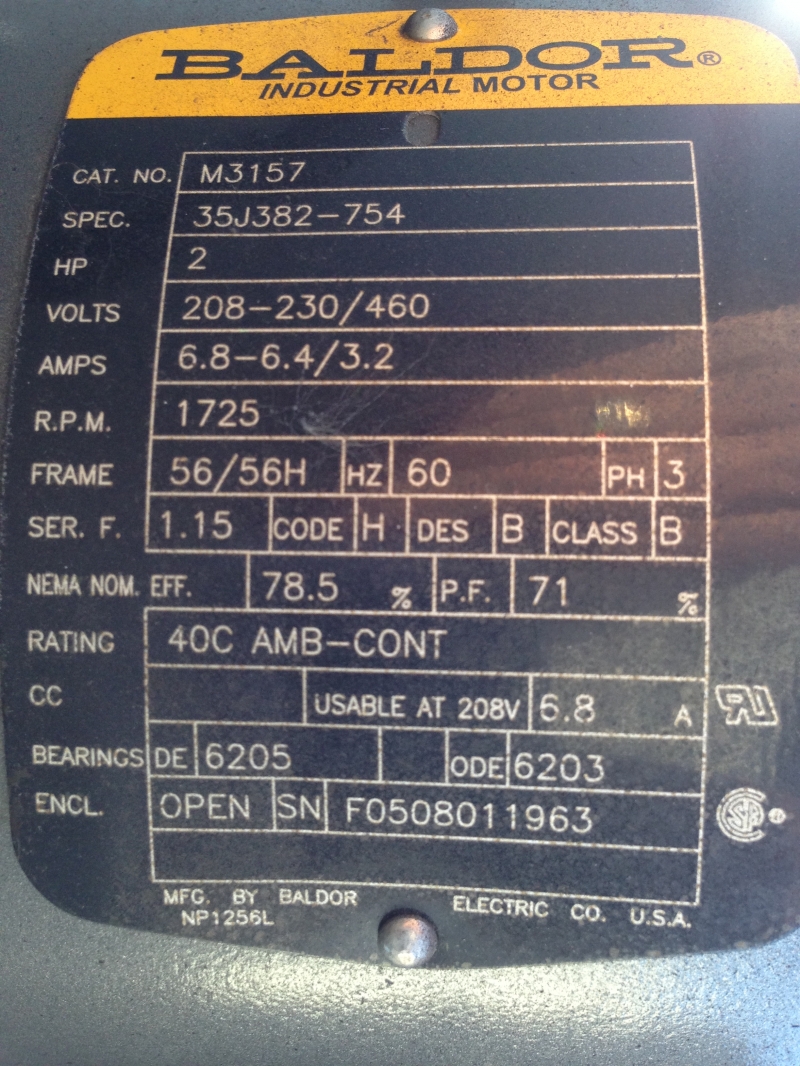 BALDOR®
INDUSTRIAL MOTOR
CAT. NO. M3157
SPEC. 35J382-754
HP 2
VOLTS 208-230/460
AMPS 6.8-6.4/3.2
R.P.M. 1725
FRAME 56/56H HZ 60 PH 3
SER. F. 1.15 CODE H DES B CLASS B
NEMA NOM. EFF. 78.5 % P.F. 71 %
RATING 40C AMB-CONT
CC USABLE AT 208V 6.8 A
BEARINGS DE 6205 ODE 6203
ENCL. OPEN SN F0508011963
MFG. BY BALDOR ELECTRIC CO. U.S.A.
NP1256L